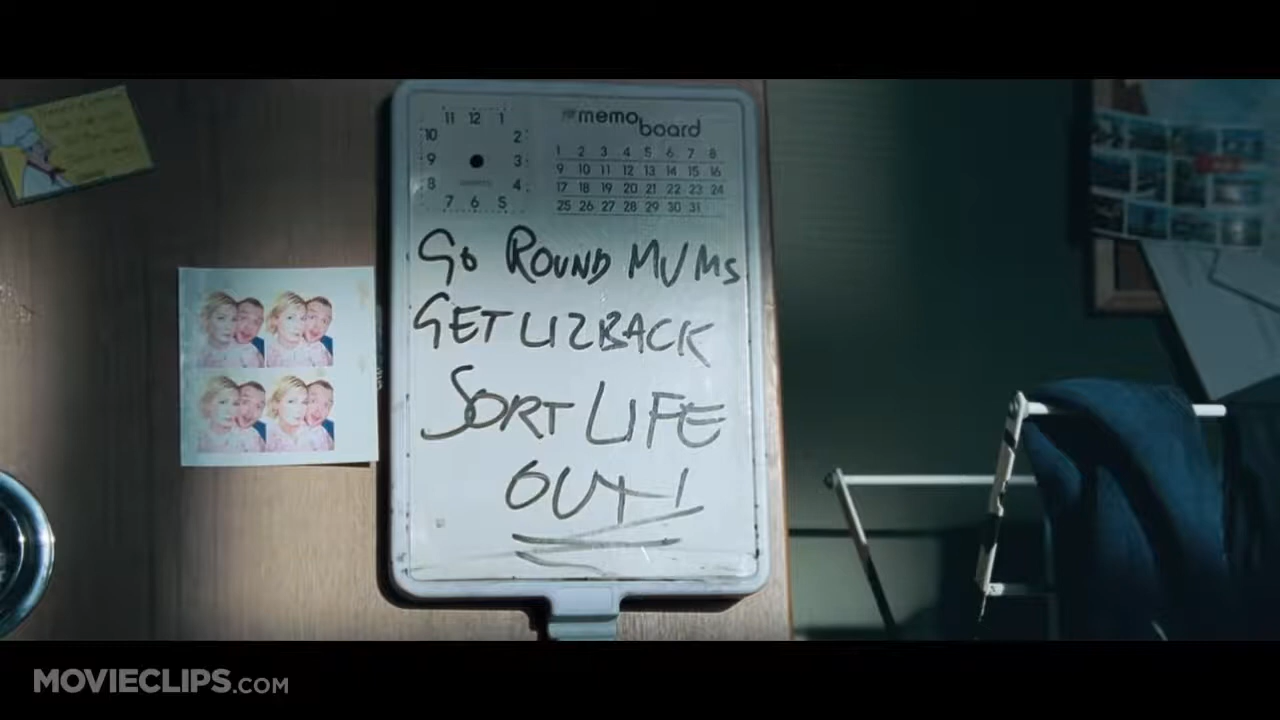 11 12 1
10 2
9 3
8 4
7 6 5
memo board
1 2 3 4 5 6 7 8
9 10 11 12 13 14 15 16
17 18 19 20 21 22 23 24
25 26 27 28 29 30 31
GO ROUND MUMS
GET LIZ BACK
SORT LIFE
OUT!
MOVIECLIPS.COM